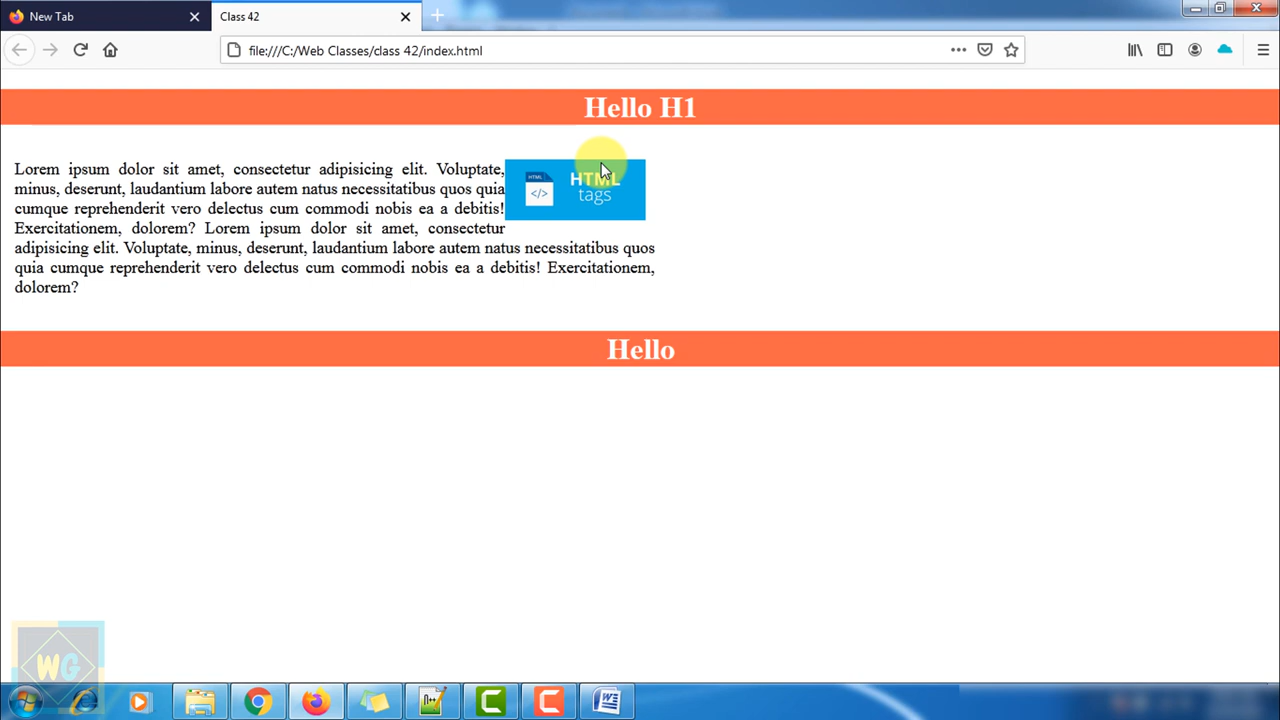 New Tab
Class 42
file:///C:/Web Classes/class 42/index.html
Hello H1
Lorem ipsum dolor sit amet, consectetur adipisicing elit. Voluptate,
minus, deserunt, laudantium labore autem natus necessitatibus quos quia
cumque reprehenderit vero delectus cum commodi nobis ea a debitis!
Exercitationem, dolorem? Lorem ipsum dolor sit amet, consectetur
adipisicing elit. Voluptate, minus, deserunt, laudantium labore autem natus necessitatibus quos
quia cumque reprehenderit vero delectus cum commodi nobis ea a debitis! Exercitationem,
dolorem?
HTML
</>
HTML
tags
Hello
WG